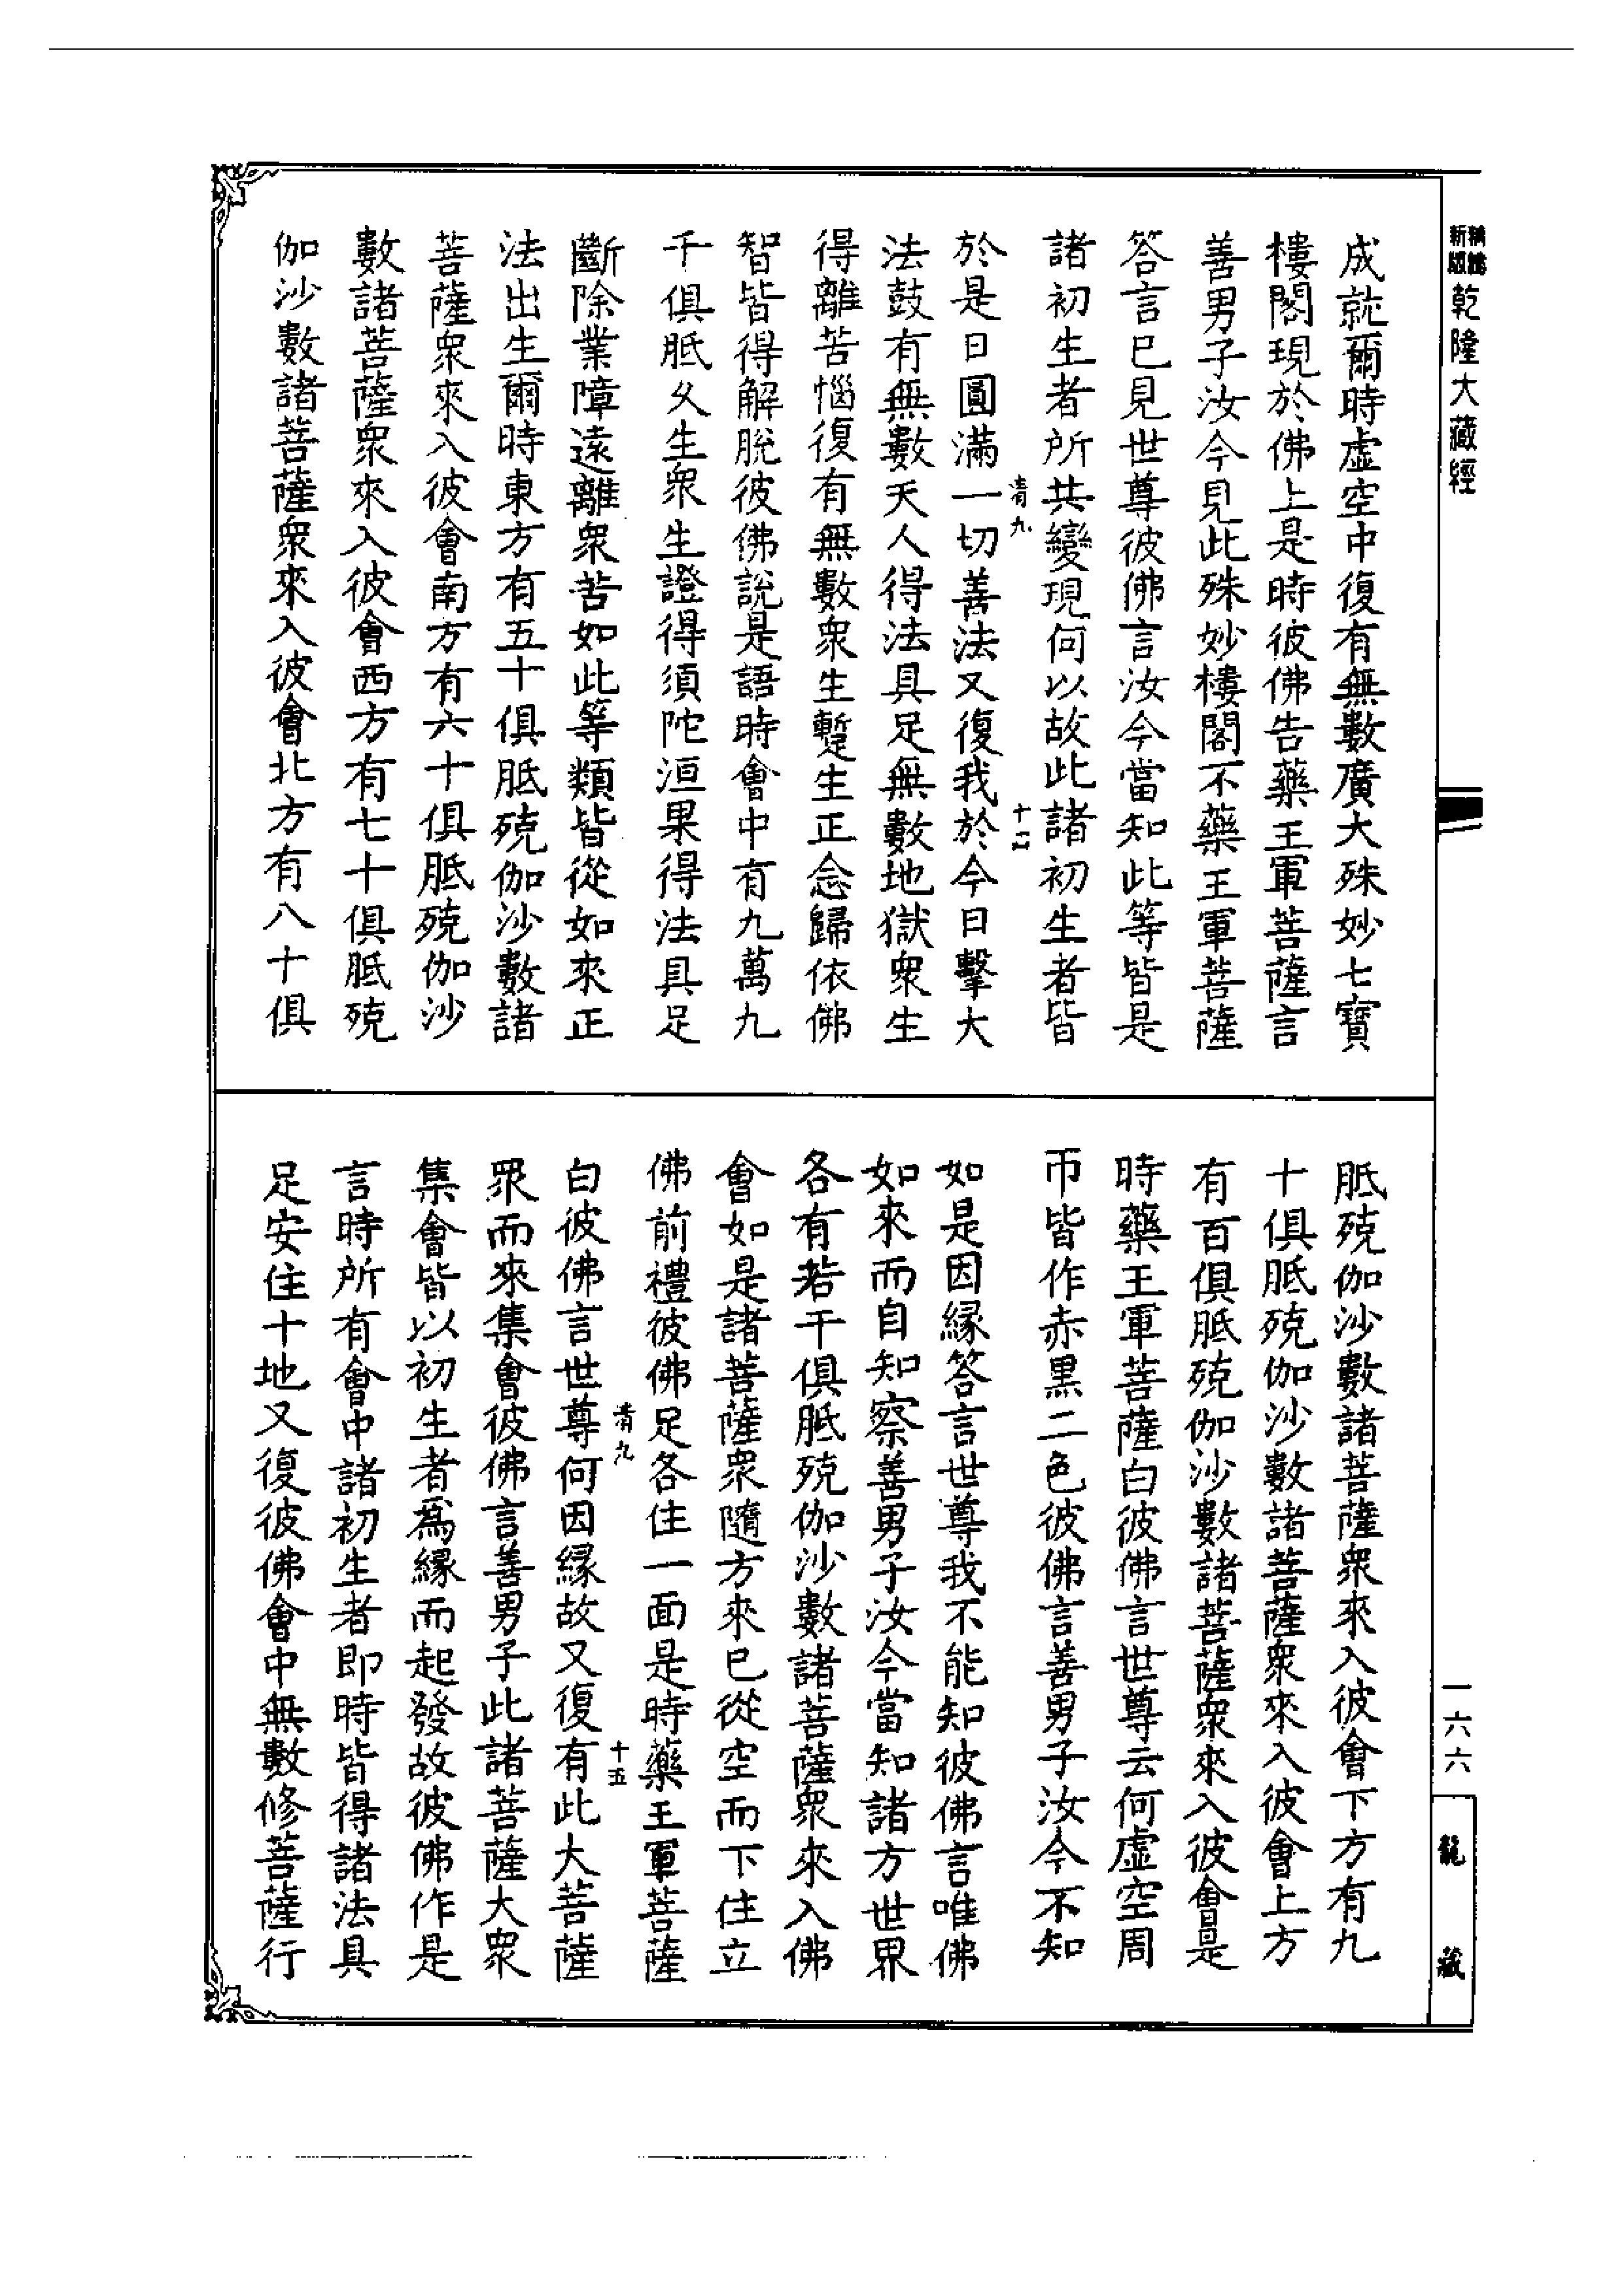 新版
乾隆大藏經
成就爾時虛空中復有無數廣大殊妙七寶
樓閣現於佛上是時彼佛告藥王軍菩薩言
善男子汝今見此殊妙樓閣不藥王軍菩薩
答言已見世尊彼佛言汝今當知此等皆是
諸初生者所共變現何以故此諸初生者皆
青九
十四
於是日圓滿一切善法又復我於今日擊大
法鼓有無數天人得法具足無數地獄衆生
得離苦惱復有無數衆生蹔生正念歸依佛
智皆得解脫彼佛說是語時會中有九萬九
千俱胝久生衆生證得須陀洹果得法具足
斷除業障遠離衆苦如此等類皆從如來正
法出生爾時東方有五十俱胝殑伽沙數諸
菩薩衆來入彼會南方有六十俱胝殑伽沙
數諸菩薩衆來入彼會西方有七十俱胝殑
伽沙數諸菩薩衆來入彼會北方有八十俱
胝殑伽沙數諸菩薩衆來入彼會下方有九
十俱胝殑伽沙數諸菩薩衆來入彼會上方
有百俱胝殑伽沙數諸菩薩衆來入彼會是
時藥王軍菩薩白彼佛言世尊云何虛空周
帀皆作赤黑二色彼佛言善男子汝今不知
如是因緣答言世尊我不能知彼佛言唯佛
如來而自知察善男子汝今當知諸方世界
各有若干俱胝殑伽沙數諸菩薩衆來入佛
會如是諸菩薩衆隨方來已從空而下住立
佛前禮彼佛足各住一面是時藥王軍菩薩
青九
十五
白彼佛言世尊何因緣故又復有此大菩薩
眾而來集會彼佛言善男子此諸菩薩大衆
集會皆以初生者爲緣而起發故彼佛作是
言時所有會中諸初生者即時皆得諸法具
足安住十地又復彼佛會中無數修菩薩行
一六六
龍藏